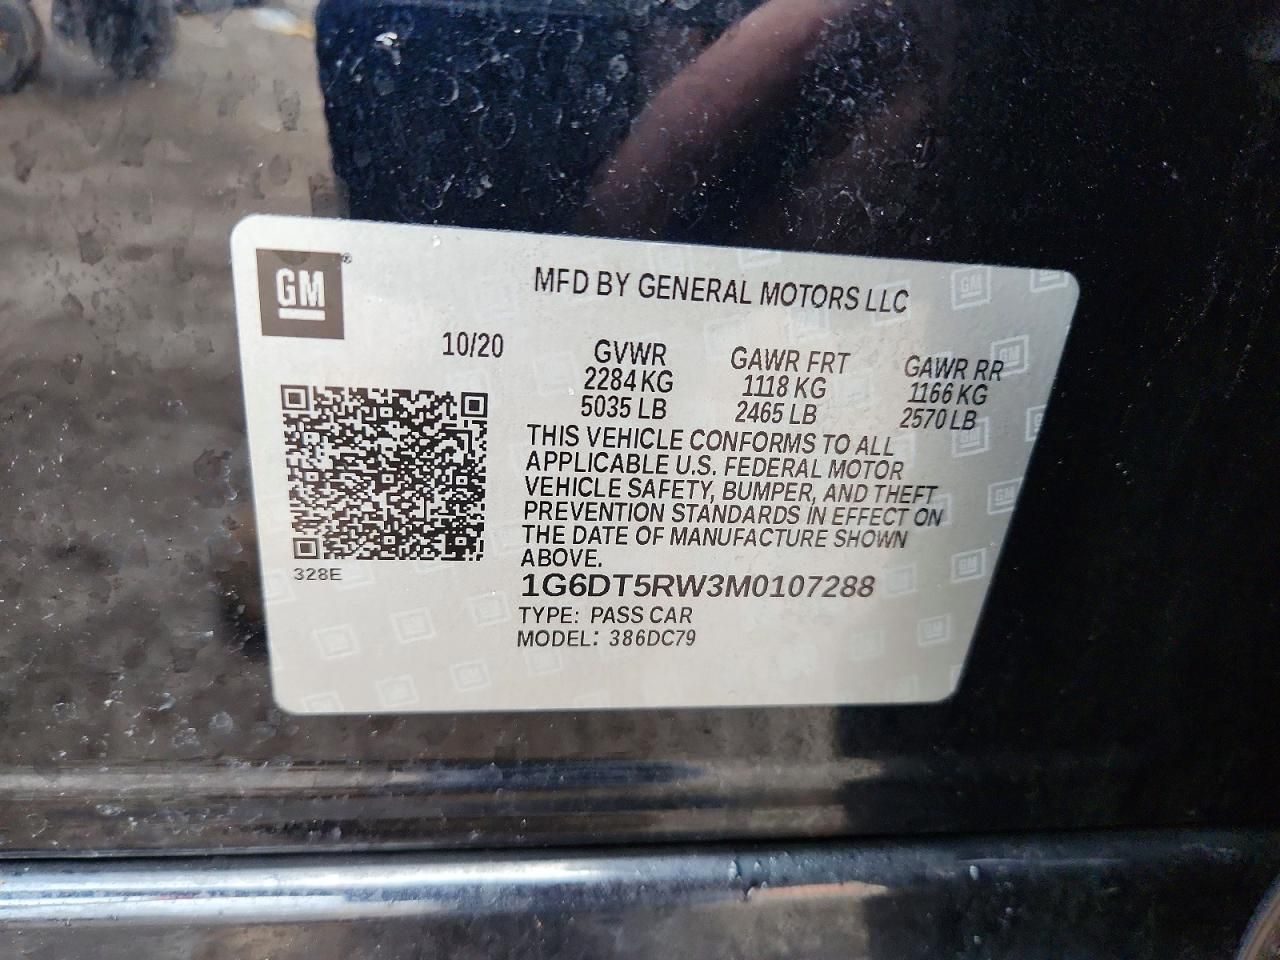 GM®
MFD BY GENERAL MOTORS LLC
10/20
GVWR GAWR FRT GAWR RR
2284 KG 1118 KG 1166 KG
5035 LB 2465 LB 2570 LB
THIS VEHICLE CONFORMS TO ALL
APPLICABLE U.S. FEDERAL MOTOR
VEHICLE SAFETY, BUMPER, AND THEFT
PREVENTION STANDARDS IN EFFECT ON
THE DATE OF MANUFACTURE SHOWN
ABOVE.
328E
1G6DT5RW3M0107288
TYPE: PASS CAR
MODEL: 386DC79